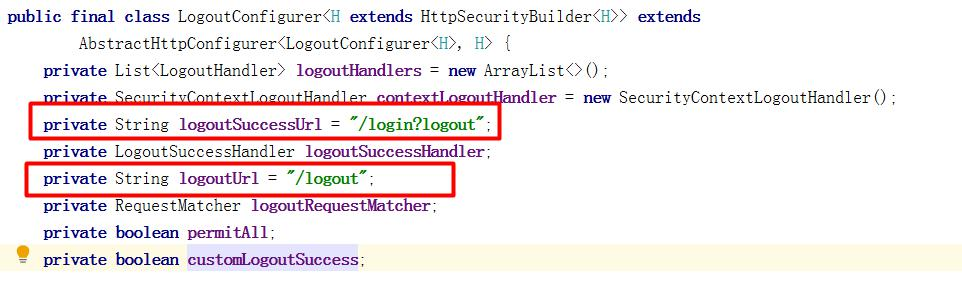 public final class LogoutConfigurer<H extends HttpSecurityBuilder<H>> extends
AbstractHttpConfigurer<LogoutConfigurer<H>, H> {
private List<LogoutHandler> logoutHandlers = new ArrayList<>();
private SecurityContextLogoutHandler contextLogoutHandler = new SecurityContextLogoutHandler();
private String logoutSuccessUrl = "/login?logout";
private LogoutSuccessHandler logoutSuccessHandler;
private String logoutUrl = "/logout";
private RequestMatcher logoutRequestMatcher;
private boolean permitAll;
private boolean customLogoutSuccess;